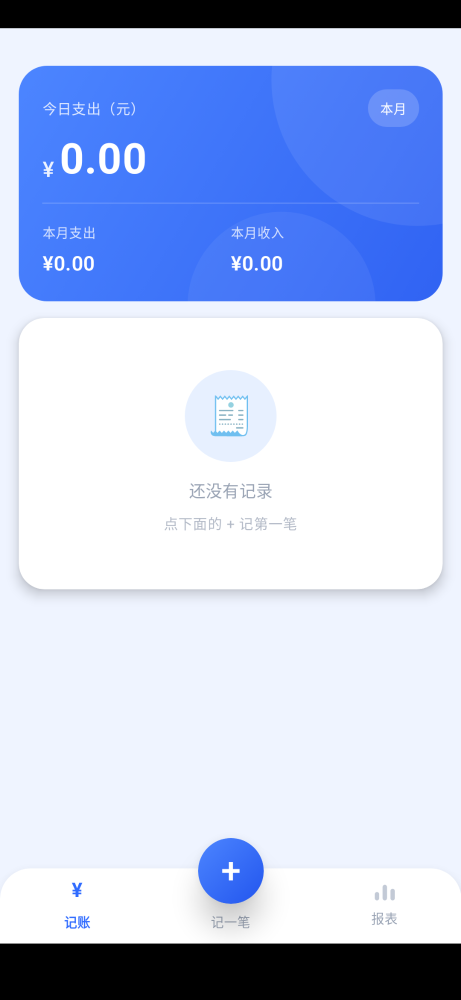 今日支出（元）
本月
¥ 0.00
本月支出
本月收入
¥0.00
¥0.00
还没有记录
点下面的 + 记第一笔
¥
+
记账
记一笔
报表